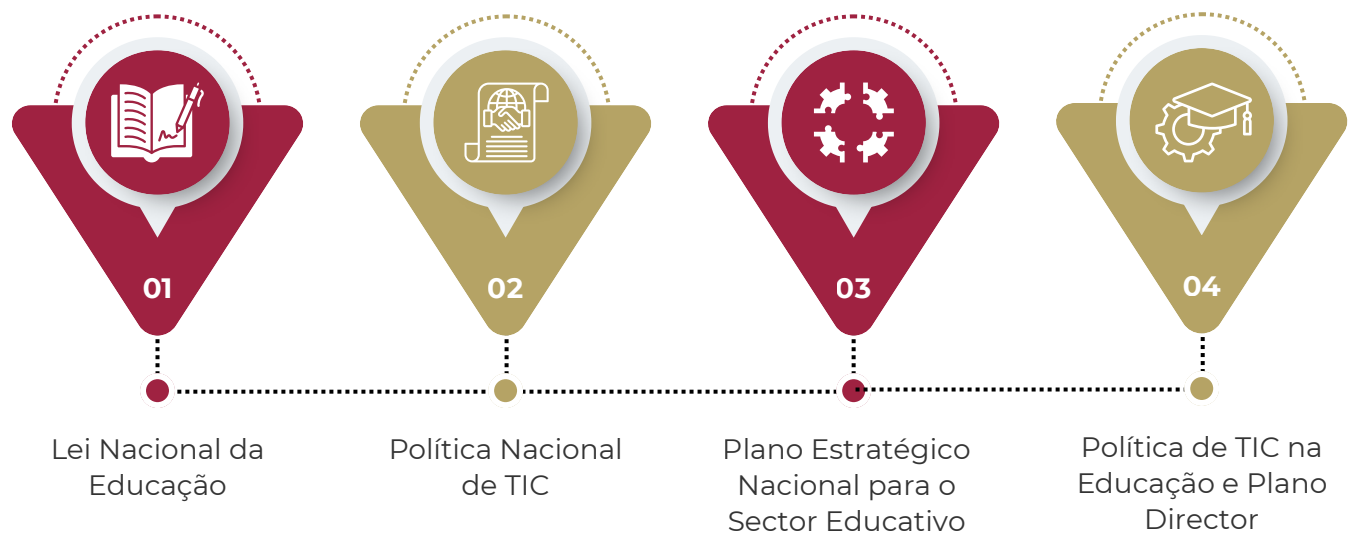 01
02
03
04
Lei Nacional da
Educação
Política Nacional
de TIC
Plano Estratégico
Nacional para o
Sector Educativo
Política de TIC na
Educação e Plano
Director